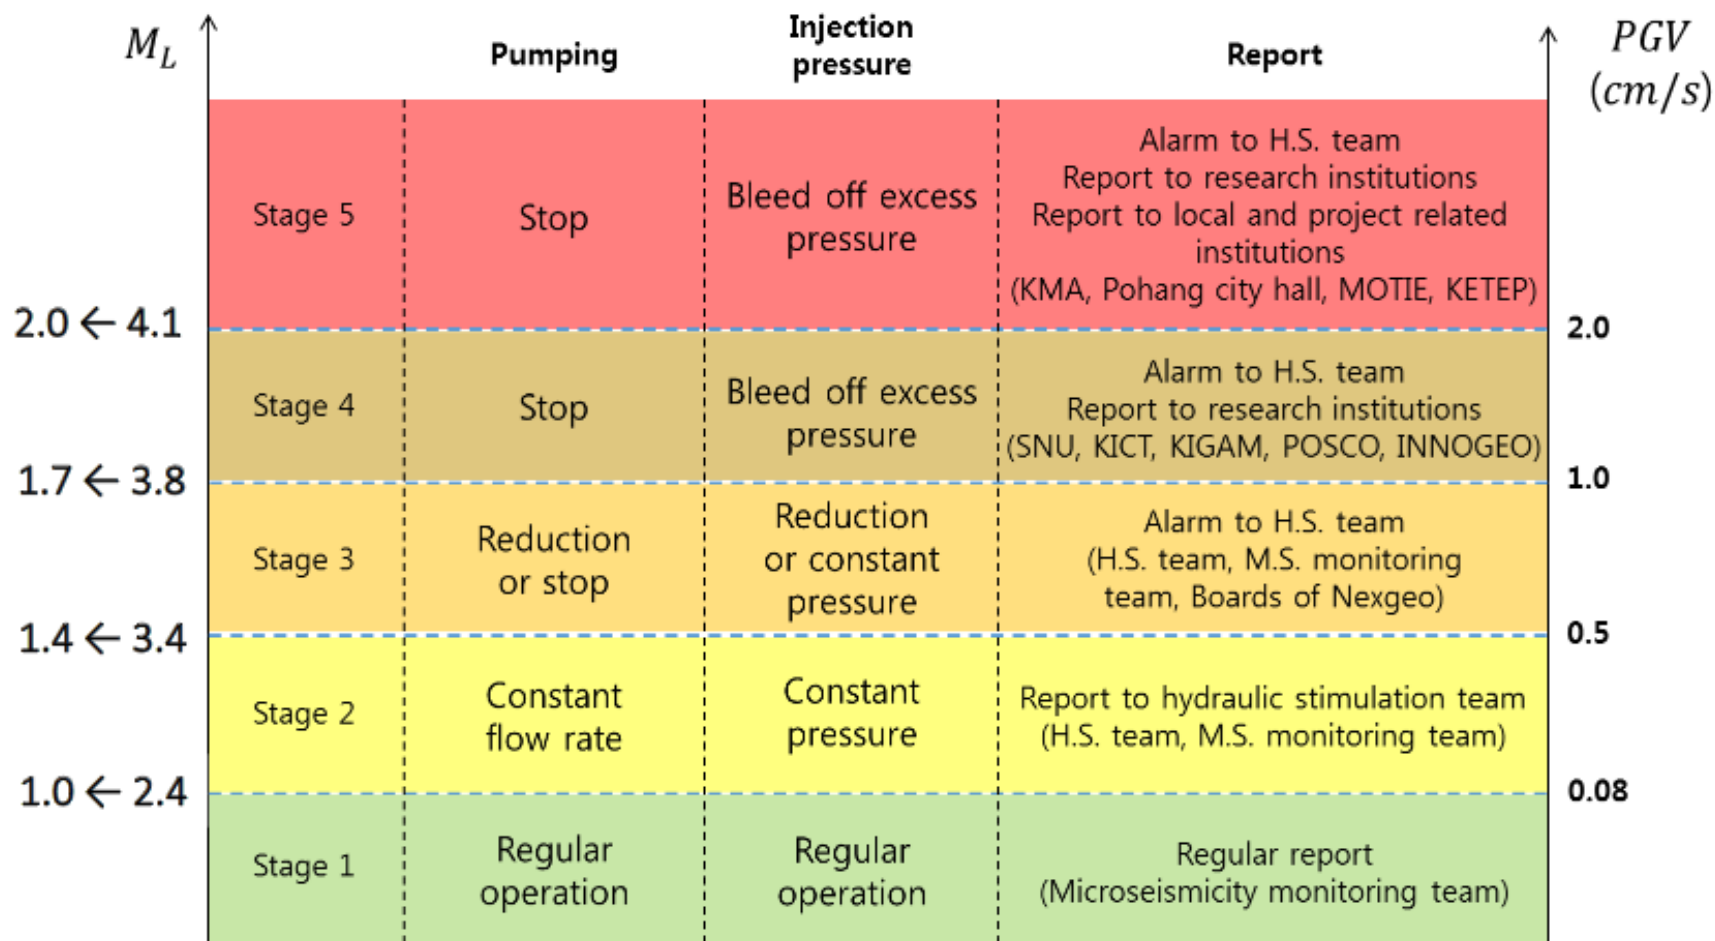 M_L
Pumping
Injection
pressure
Report
PGV
(cm/s)
Stage 5
Stop
Bleed off excess
pressure
Alarm to H.S. team
Report to research institutions
Report to local and project related
institutions
(KMA, Pohang city hall, MOTIE, KETEP)
2.0 ← 4.1
2.0
Stage 4
Stop
Bleed off excess
pressure
Alarm to H.S. team
Report to research institutions
(SNU, KICT, KIGAM, POSCO, INNOGEO)
1.7 ← 3.8
1.0
Stage 3
Reduction
or stop
Reduction
or constant
pressure
Alarm to H.S. team
(H.S. team, M.S. monitoring
team, Boards of Nexgeo)
1.4 ← 3.4
0.5
Stage 2
Constant
flow rate
Constant
pressure
Report to hydraulic stimulation team
(H.S. team, M.S. monitoring team)
1.0 ← 2.4
0.08
Stage 1
Regular
operation
Regular
operation
Regular report
(Microseismicity monitoring team)